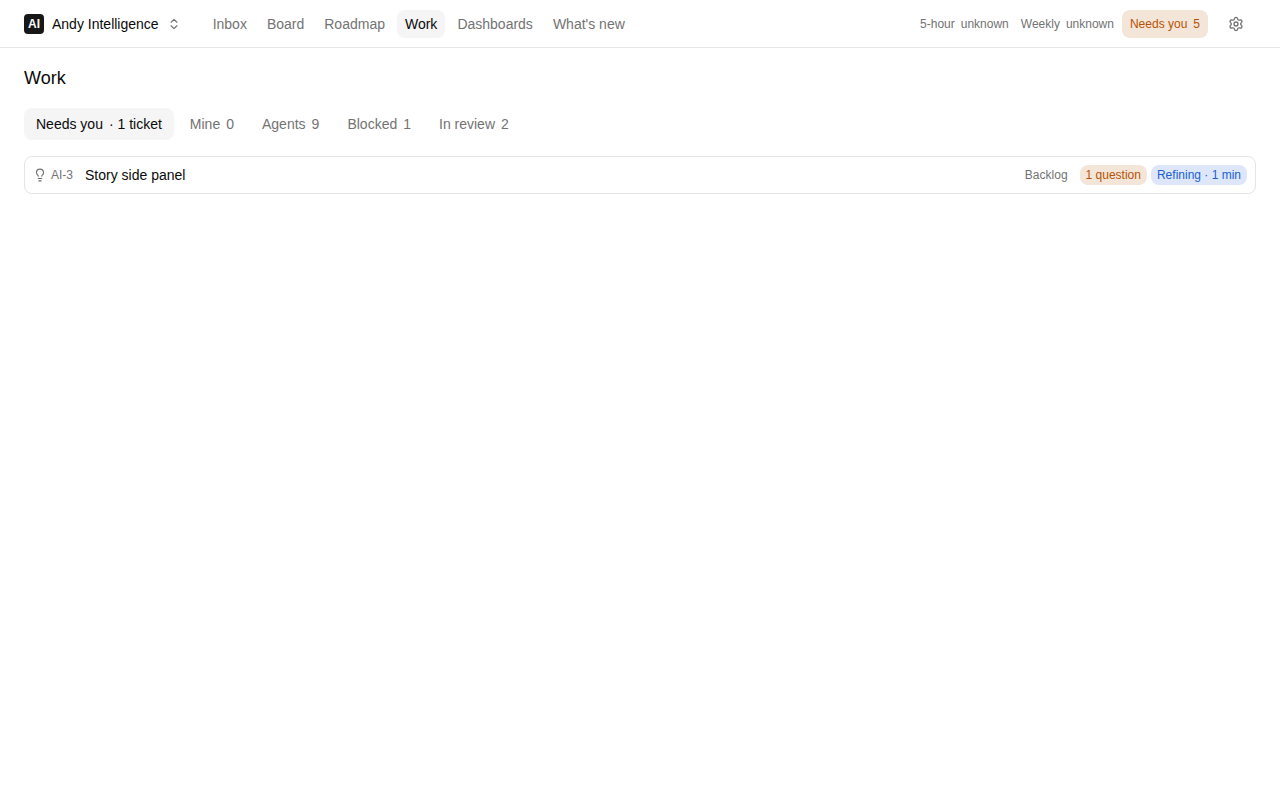 AI Andy Intelligence Inbox Board Roadmap Work Dashboards What's new 5-hour unknown Weekly unknown Needs you 5
Work
Needs you · 1 ticket Mine 0 Agents 9 Blocked 1 In review 2
AI-3 Story side panel Backlog 1 question Refining · 1 min